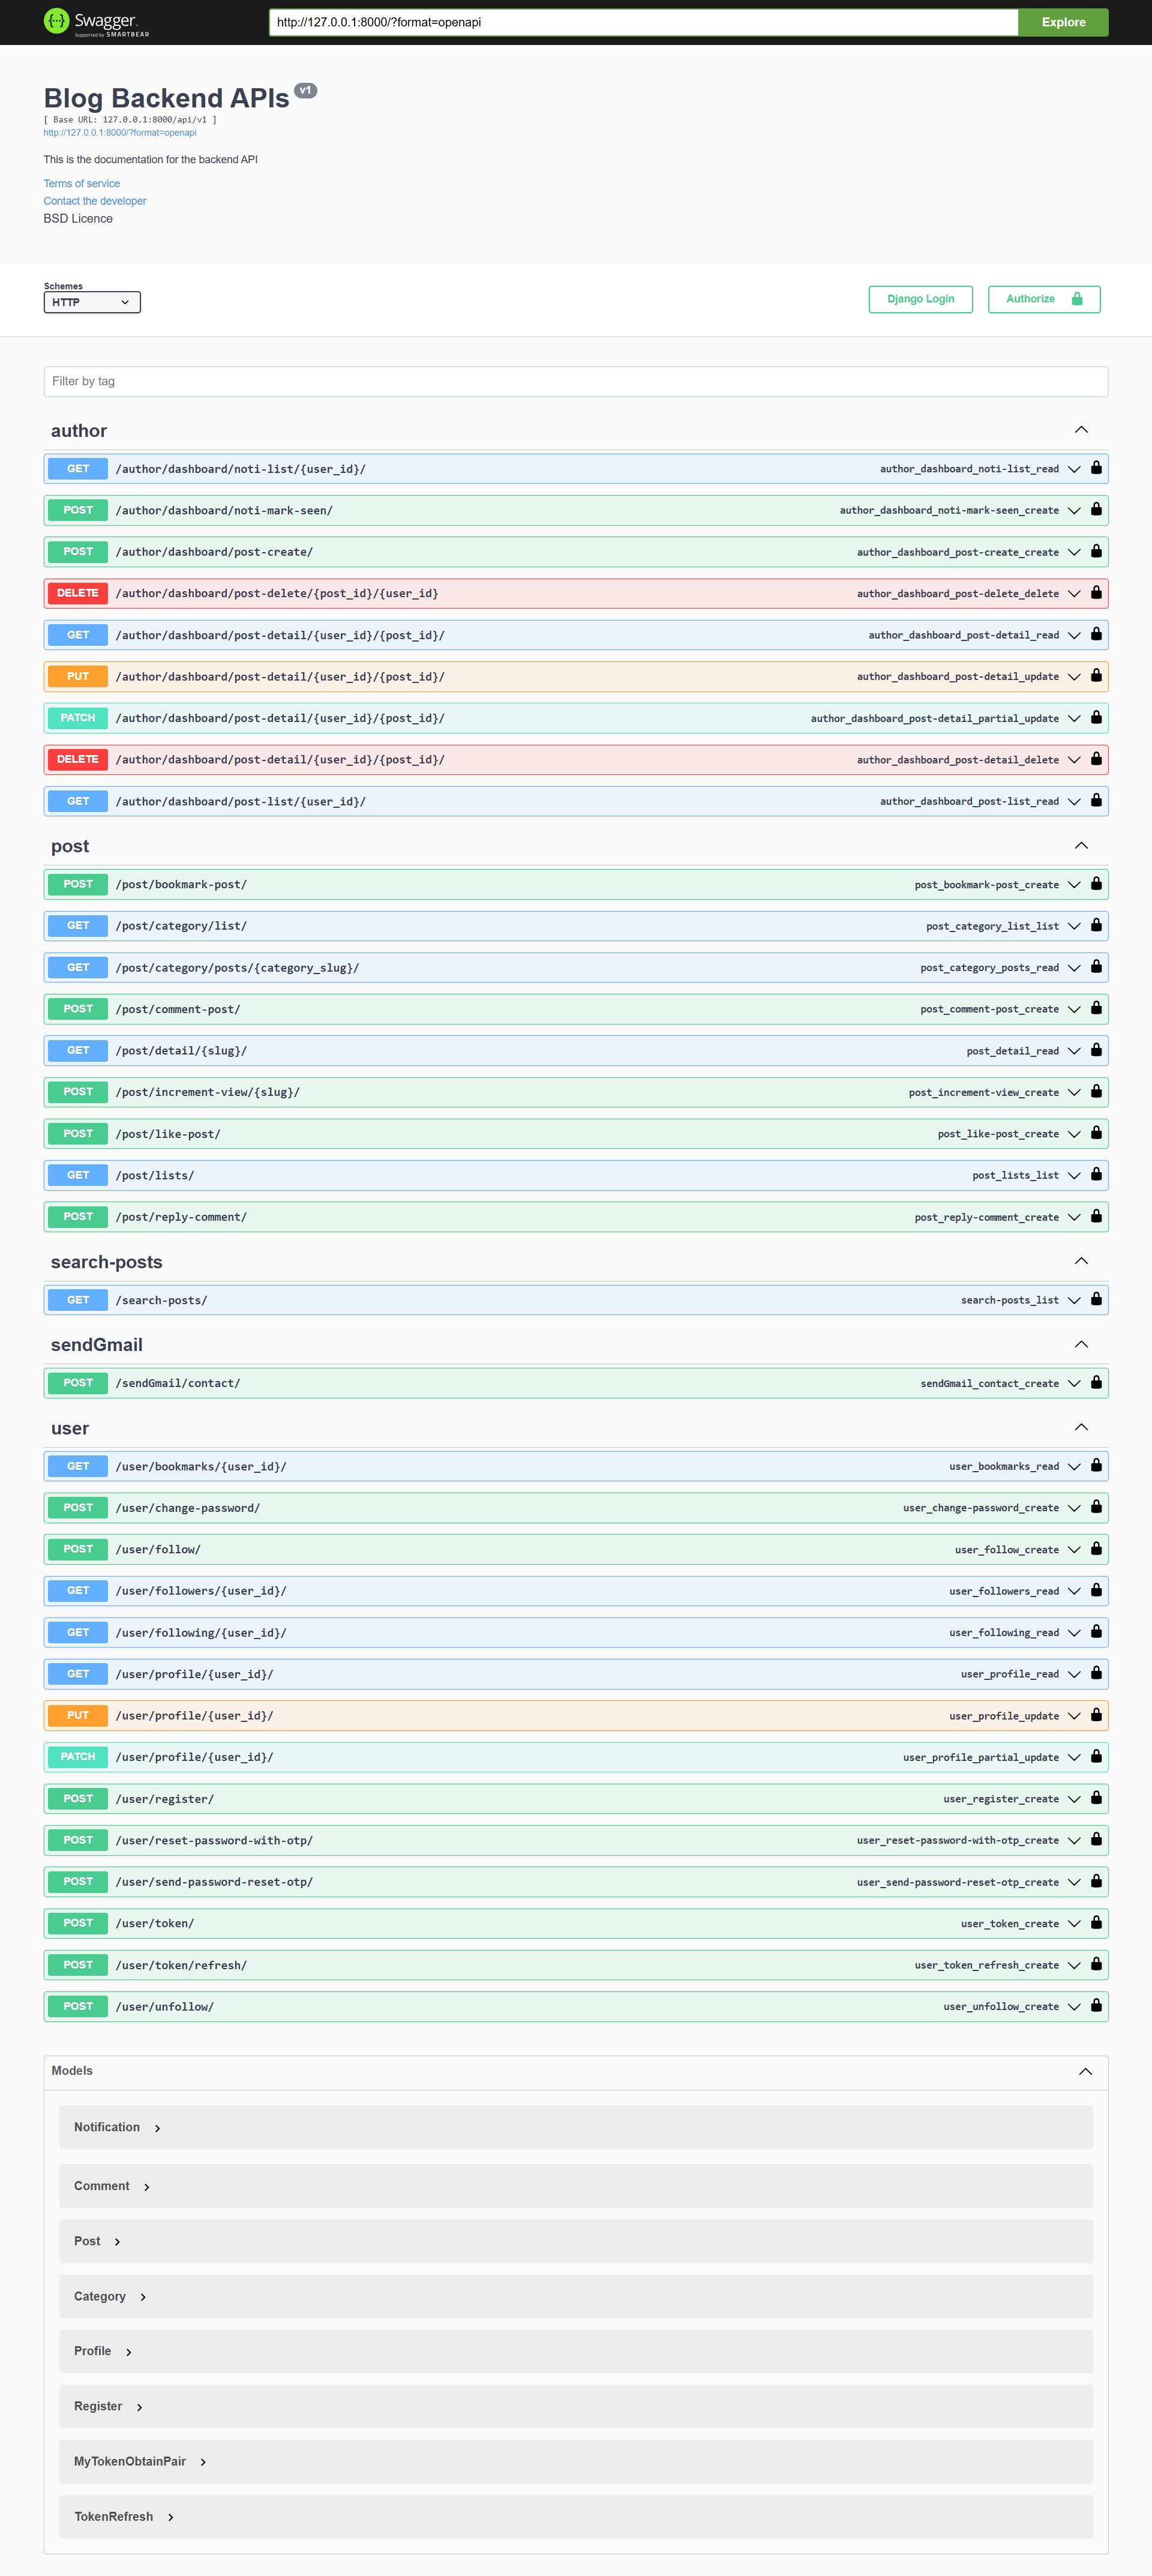 Swagger.
Supported by SMARTBEAR
http://127.0.0.1:8000/?format=openapi
Explore
Blog Backend APIs v1
[ Base URL: 127.0.0.1:8000/api/v1 ]
http://127.0.0.1:8000/?format=openapi
This is the documentation for the backend API
Terms of service
Contact the developer
BSD Licence
Schemes
HTTP
Django Login
Authorize
Filter by tag
author
GET /author/dashboard/noti-list/{user_id}/ author_dashboard_noti-list_read
POST /author/dashboard/noti-mark-seen/ author_dashboard_noti-mark-seen_create
POST /author/dashboard/post-create/ author_dashboard_post-create_create
DELETE /author/dashboard/post-delete/{post_id}/{user_id} author_dashboard_post-delete_delete
GET /author/dashboard/post-detail/{user_id}/{post_id}/ author_dashboard_post-detail_read
PUT /author/dashboard/post-detail/{user_id}/{post_id}/ author_dashboard_post-detail_update
PATCH /author/dashboard/post-detail/{user_id}/{post_id}/ author_dashboard_post-detail_partial_update
DELETE /author/dashboard/post-detail/{user_id}/{post_id}/ author_dashboard_post-detail_delete
GET /author/dashboard/post-list/{user_id}/ author_dashboard_post-list_read
post
POST /post/bookmark-post/ post_bookmark-post_create
GET /post/category/list/ post_category_list_list
GET /post/category/posts/{category_slug}/ post_category_posts_read
POST /post/comment-post/ post_comment-post_create
GET /post/detail/{slug}/ post_detail_read
POST /post/increment-view/{slug}/ post_increment-view_create
POST /post/like-post/ post_like-post_create
GET /post/lists/ post_lists_list
POST /post/reply-comment/ post_reply-comment_create
search-posts
GET /search-posts/ search-posts_list
sendGmail
POST /sendGmail/contact/ sendGmail_contact_create
user
GET /user/bookmarks/{user_id}/ user_bookmarks_read
POST /user/change-password/ user_change-password_create
POST /user/follow/ user_follow_create
GET /user/followers/{user_id}/ user_followers_read
GET /user/following/{user_id}/ user_following_read
GET /user/profile/{user_id}/ user_profile_read
PUT /user/profile/{user_id}/ user_profile_update
PATCH /user/profile/{user_id}/ user_profile_partial_update
POST /user/register/ user_register_create
POST /user/reset-password-with-otp/ user_reset-password-with-otp_create
POST /user/send-password-reset-otp/ user_send-password-reset-otp_create
POST /user/token/ user_token_create
POST /user/token/refresh/ user_token_refresh_create
POST /user/unfollow/ user_unfollow_create
Models
Notification
Comment
Post
Category
Profile
Register
MyTokenObtainPair
TokenRefresh